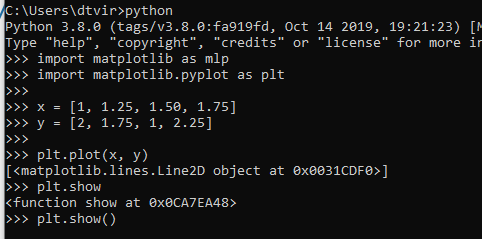 C:\Users\dtvir>python
Python 3.8.0 (tags/v3.8.0:fa919fd, Oct 14 2019, 19:21:23) [M
Type "help", "copyright", "credits" or "license" for more in
>>> import matplotlib as mlp
>>> import matplotlib.pyplot as plt
>>>
>>> x = [1, 1.25, 1.50, 1.75]
>>> y = [2, 1.75, 1, 2.25]
>>>
>>> plt.plot(x, y)
[<matplotlib.lines.Line2D object at 0x0031CDF0>]
>>> plt.show
<function show at 0x0CA7EA48>
>>> plt.show()